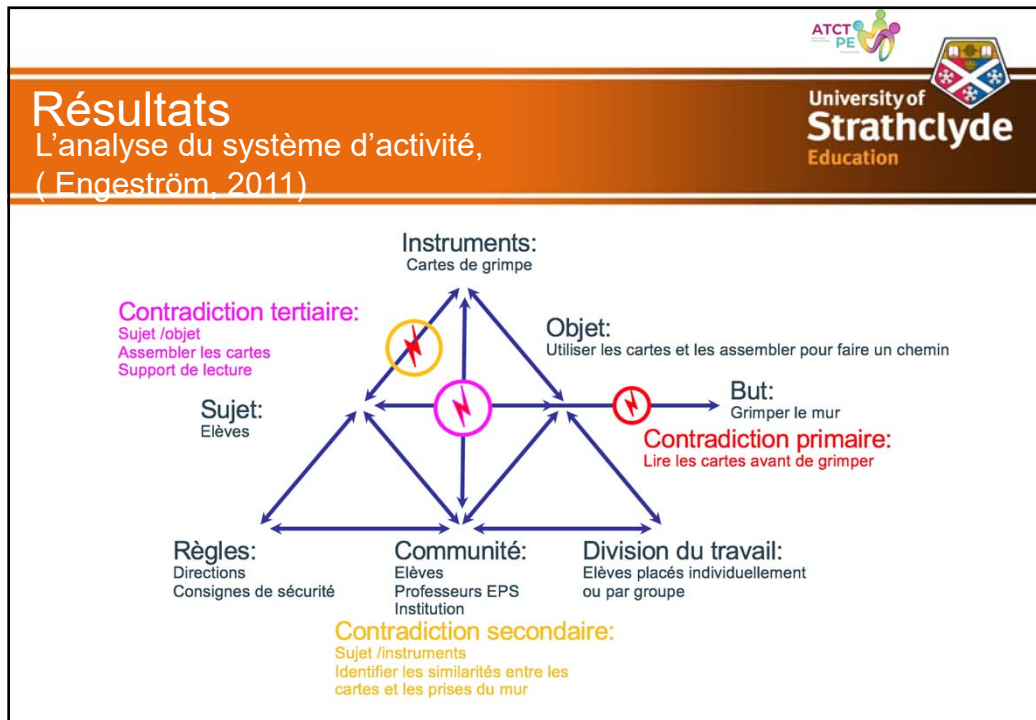 ATCT
PE
University of
Strathclyde
Education
Résultats
L'analyse du système d'activité,
( Engeström, 2011)
Instruments:
Cartes de grimpe
Contradiction tertiaire:
Sujet /objet
Assembler les cartes
Support de lecture
Objet:
Utiliser les cartes et les assembler pour faire un chemin
Sujet:
Elèves
But:
Grimper le mur
Contradiction primaire:
Lire les cartes avant de grimper
Règles:
Directions
Consignes de sécurité
Communité:
Elèves
Professeurs EPS
Institution
Division du travail:
Elèves placés individuellement
ou par groupe
Contradiction secondaire:
Sujet /instruments
Identifier les similarités entre les
cartes et les prises du mur